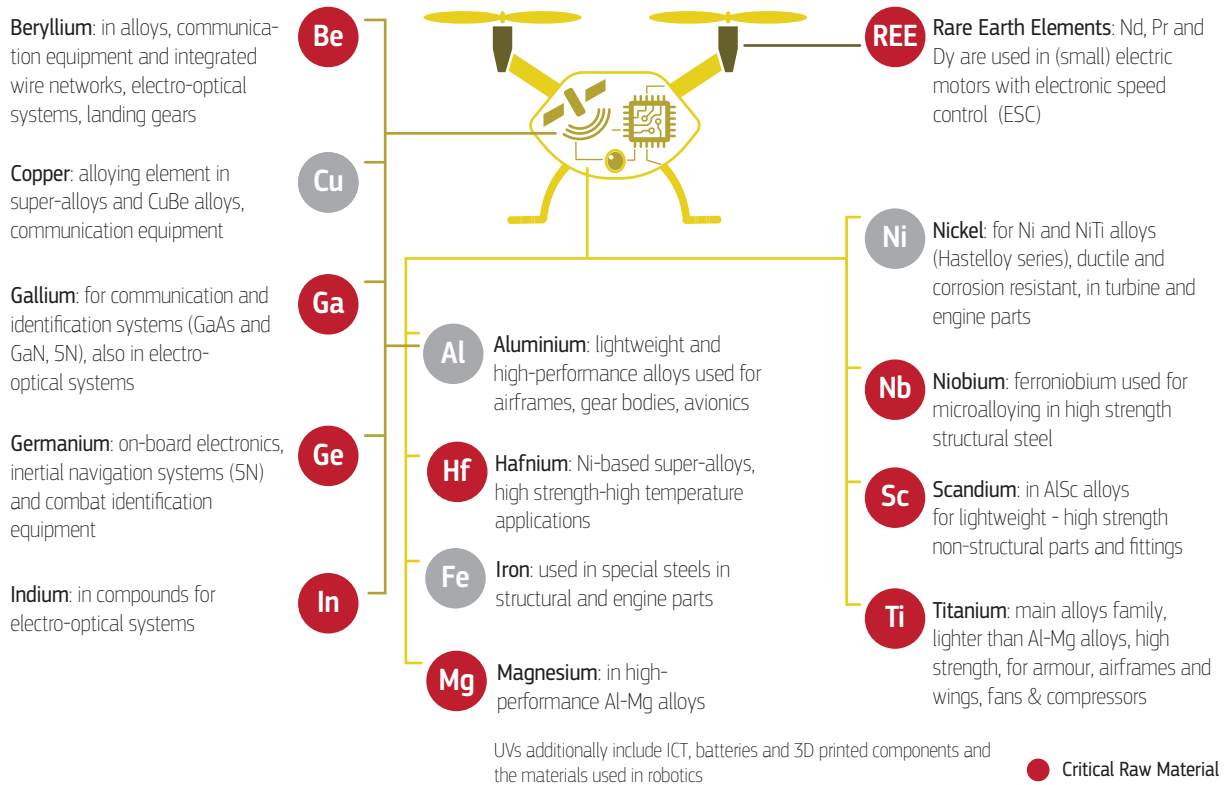 Be
Beryllium: in alloys, communica-
tion equipment and integrated
wire networks, electro-optical
systems, landing gears
Cu
Copper: alloying element in
super-alloys and CuBe alloys,
communication equipment
Ga
Gallium: for communication and
identification systems (GaAs and
GaN, 5N), also in electro-
optical systems
Ge
Germanium: on-board electronics,
inertial navigation systems (5N)
and combat identification
equipment
In
Indium: in compounds for
electro-optical systems
Al
Aluminium: lightweight and
high-performance alloys used for
airframes, gear bodies, avionics
Hf
Hafnium: Ni-based super-alloys,
high strength-high temperature
applications
Fe
Iron: used in special steels in
structural and engine parts
Mg
Magnesium: in high-
performance Al-Mg alloys
REE
Rare Earth Elements: Nd, Pr and
Dy are used in (small) electric
motors with electronic speed
control (ESC)
Ni
Nickel: for Ni and NiTi alloys
(Hastelloy series), ductile and
corrosion resistant, in turbine and
engine parts
Nb
Niobium: ferroniobium used for
microalloying in high strength
structural steel
Sc
Scandium: in AlSc alloys
for lightweight - high strength
non-structural parts and fittings
Ti
Titanium: main alloys family,
lighter than Al-Mg alloys, high
strength, for armour, airframes and
wings, fans & compressors
UVs additionally include ICT, batteries and 3D printed components and
the materials used in robotics
Critical Raw Material